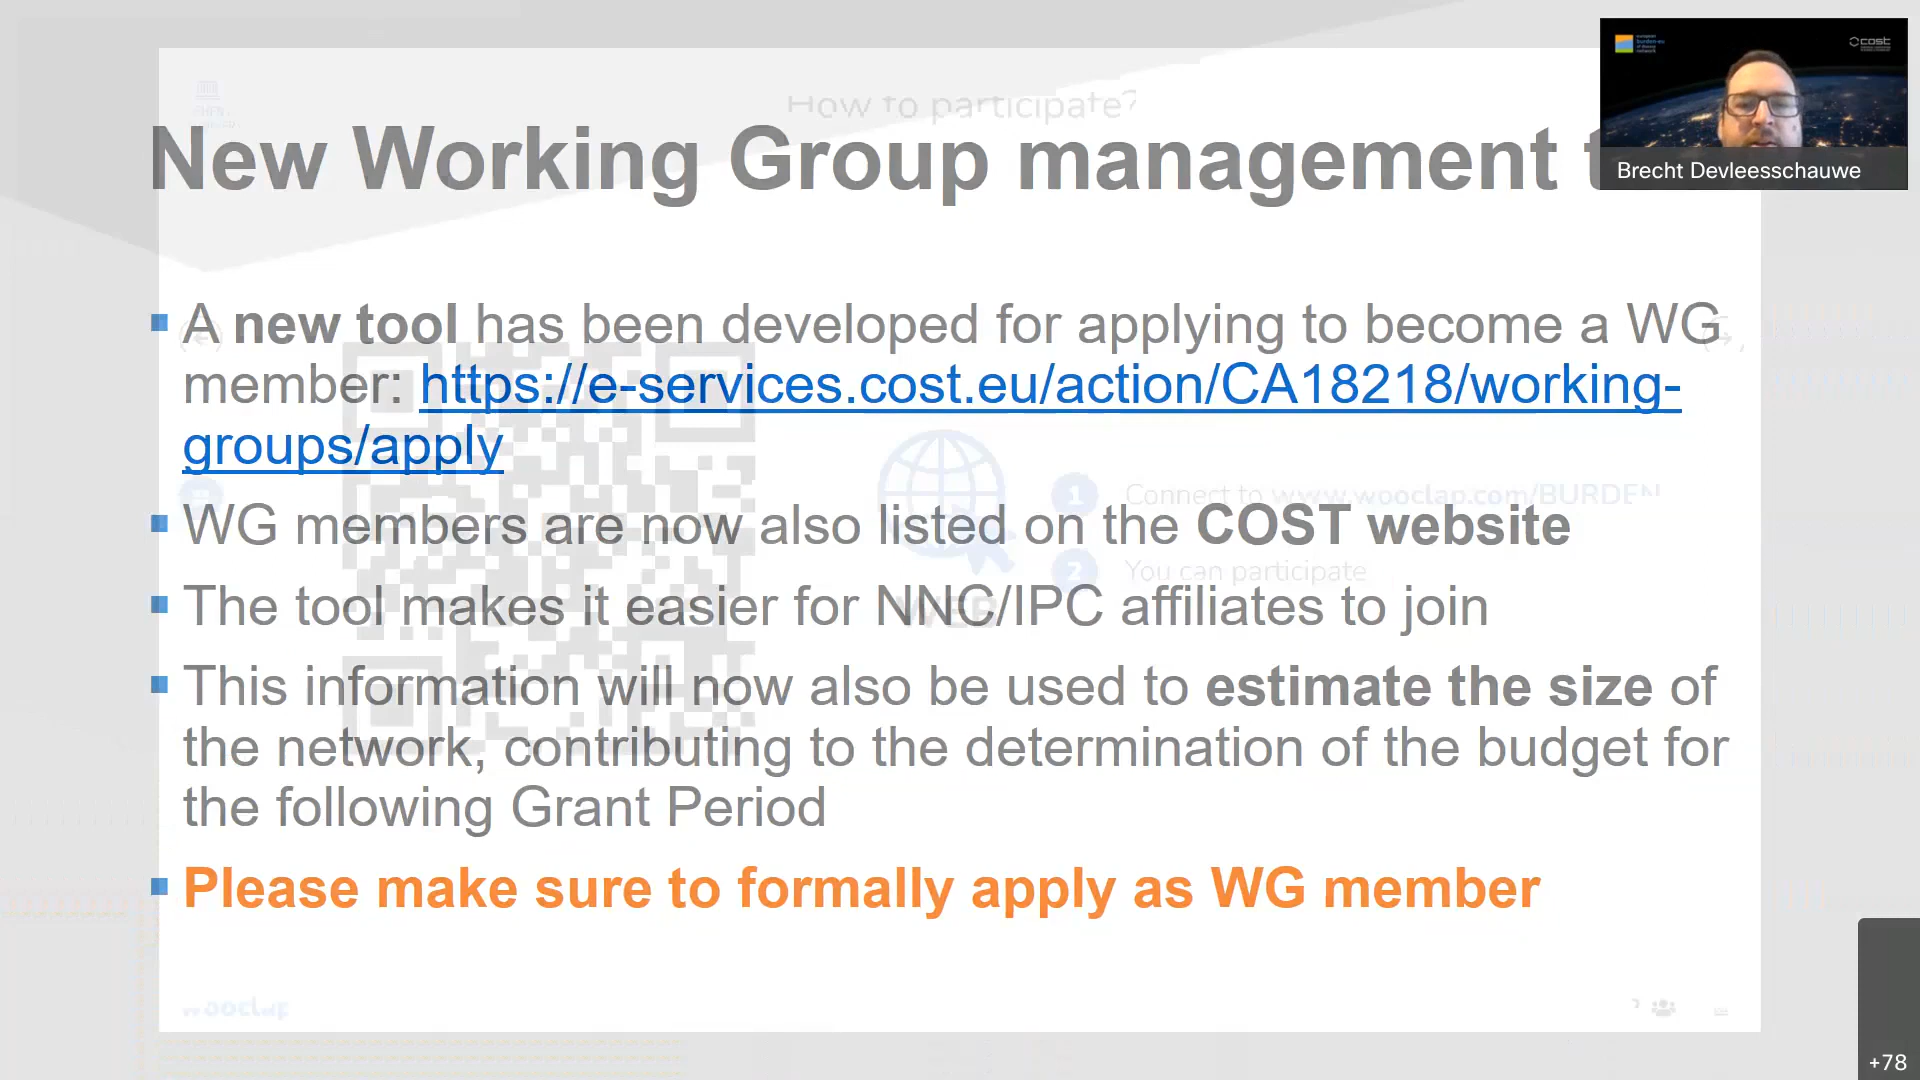 How to participate?
New Working Group management t
Brecht Devleesschauwe
A new tool has been developed for applying to become a WG
member: https://e-services.cost.eu/action/CA18218/working-
groups/apply
Connect to www.wooclap.com/BURDEN
WG members are now also listed on the COST website
You can participate
The tool makes it easier for NNC/IPC affiliates to join
WEB
This information will now also be used to estimate the size of
the network, contributing to the determination of the budget for
the following Grant Period
Please make sure to formally apply as WG member
wooclap
cost
1
2
+78